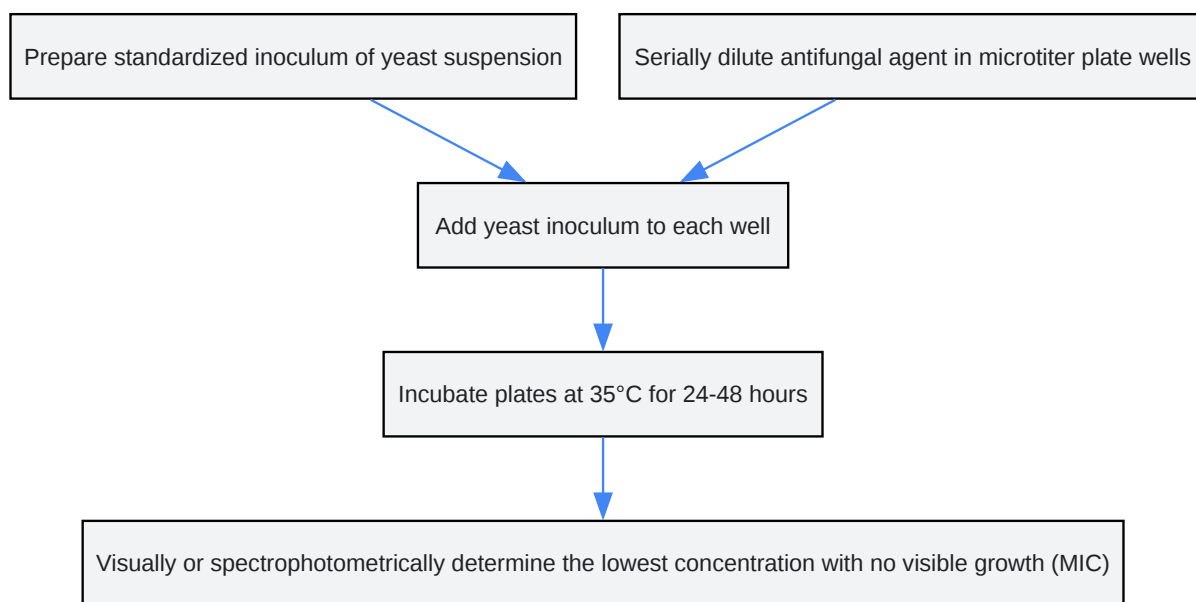 Prepare standardized inoculum of yeast suspension
Serially dilute antifungal agent in microtiter plate wells
Add yeast inoculum to each well
Incubate plates at 35°C for 24-48 hours
Visually or spectrophotometrically determine the lowest concentration with no visible growth (MIC)